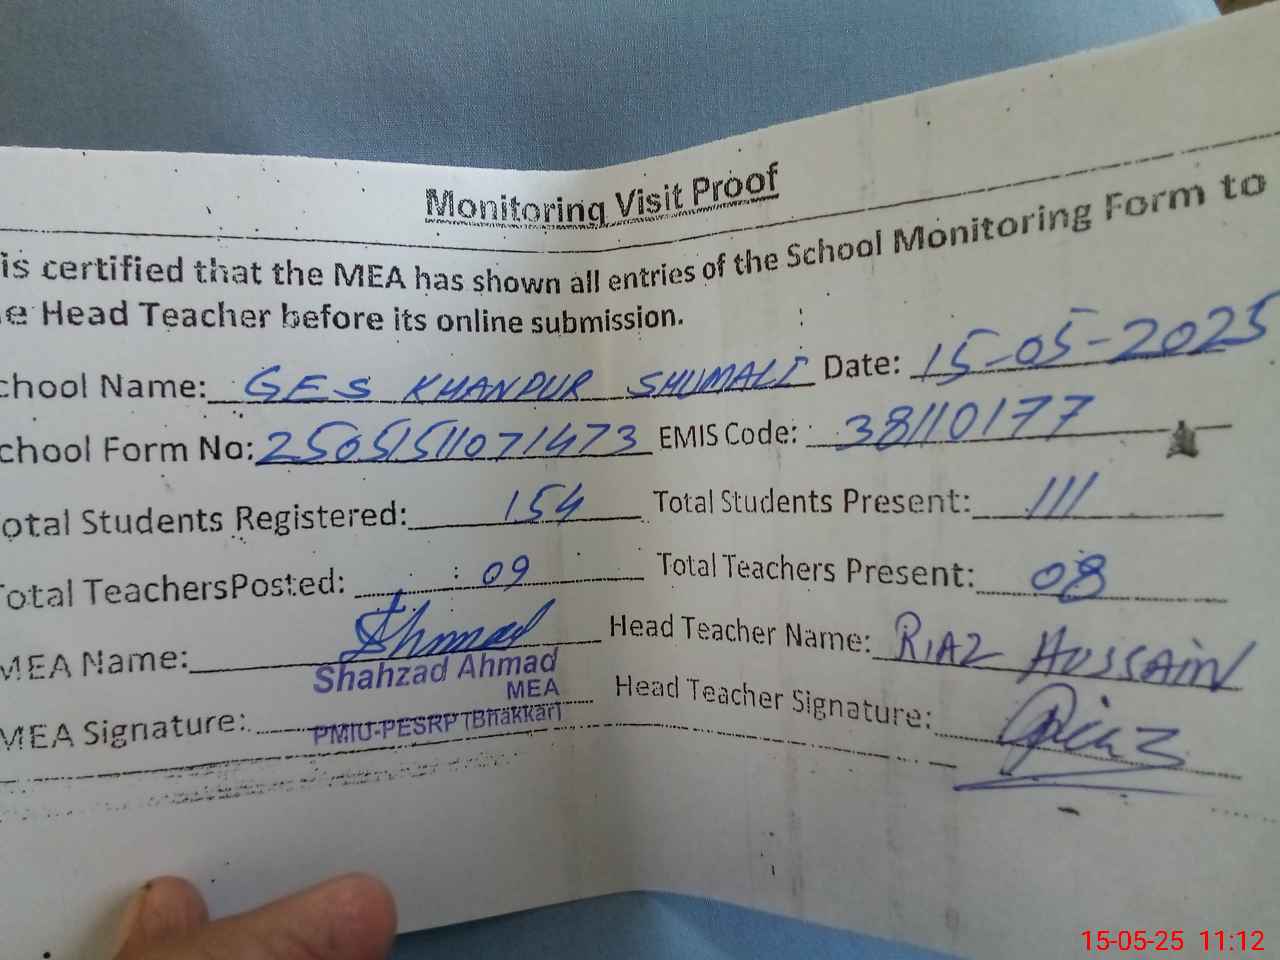 Monitoring Visit Proof
is certified that the MEA has shown all entries of the School Monitoring Form to
e Head Teacher before its online submission.
chool Name: GES KHANPUR SHUMALI Date: 15-05-2025
chool Form No: 25051511071473 EMIS Code: 38110177
otal Students Registered: 154 Total Students Present: 111
Total TeachersPosted: 09 Total Teachers Present: 08
MEA Name: Ahmad Head Teacher Name: RIAZ HUSSAIN
Shahzad Ahmad
MEA
MEA Signature: PMIU-PESRP (Bhakkar) Head Teacher Signature: Riaz
15-05-25 11:12